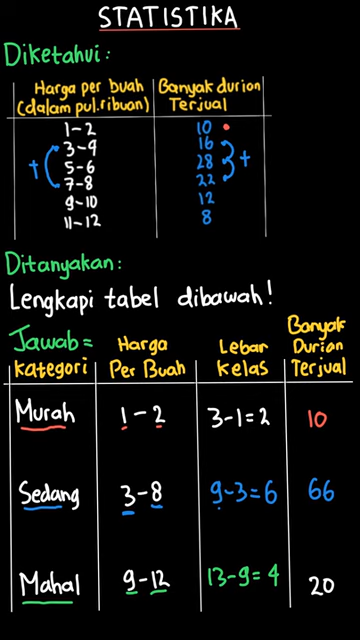 STATISTIKA
Diketahui:
Harga per buah Banyak durion
(dalam pul.ribuan) Terjual
1-2 10
3-4 16
5-6 28
7-8 22
9-10 12
11-12 8
+ +
Ditanyakan:
Lengkapi tabel dibawah!
Jawab= Harga Lebar Banyak Durion
Kategori Per Buah Kelas Terjual
Murah 1-2 3-1=2 10
Sedang 3-8 9-3=6 66
Mahal 9-12 13-9=4 20